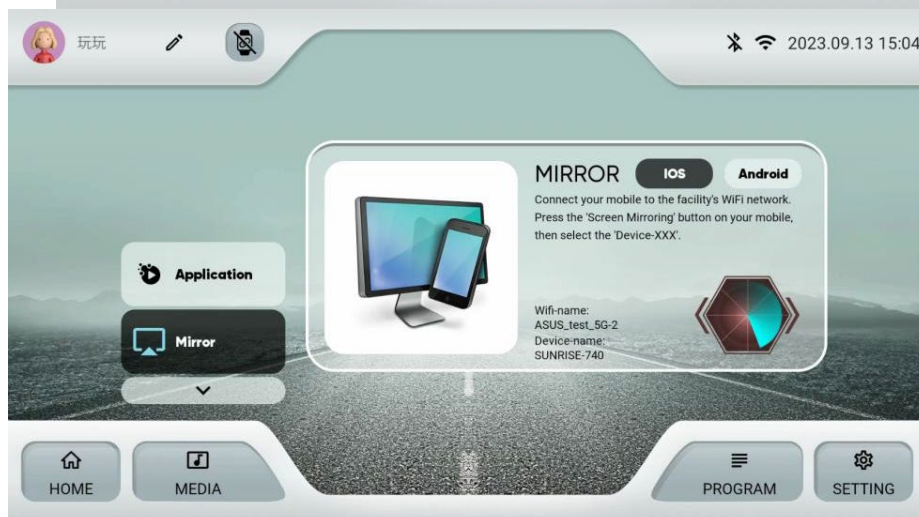 玩玩
2023.09.13 15:04
MIRROR
IOS
Android
Connect your mobile to the facility's WiFi network.
Press the 'Screen Mirroring' button on your mobile,
then select the 'Device-XXX'.
Application
Mirror
Wifi-name:
ASUS_test_5G-2
Device-name:
SUNRISE-740
HOME
MEDIA
PROGRAM
SETTING